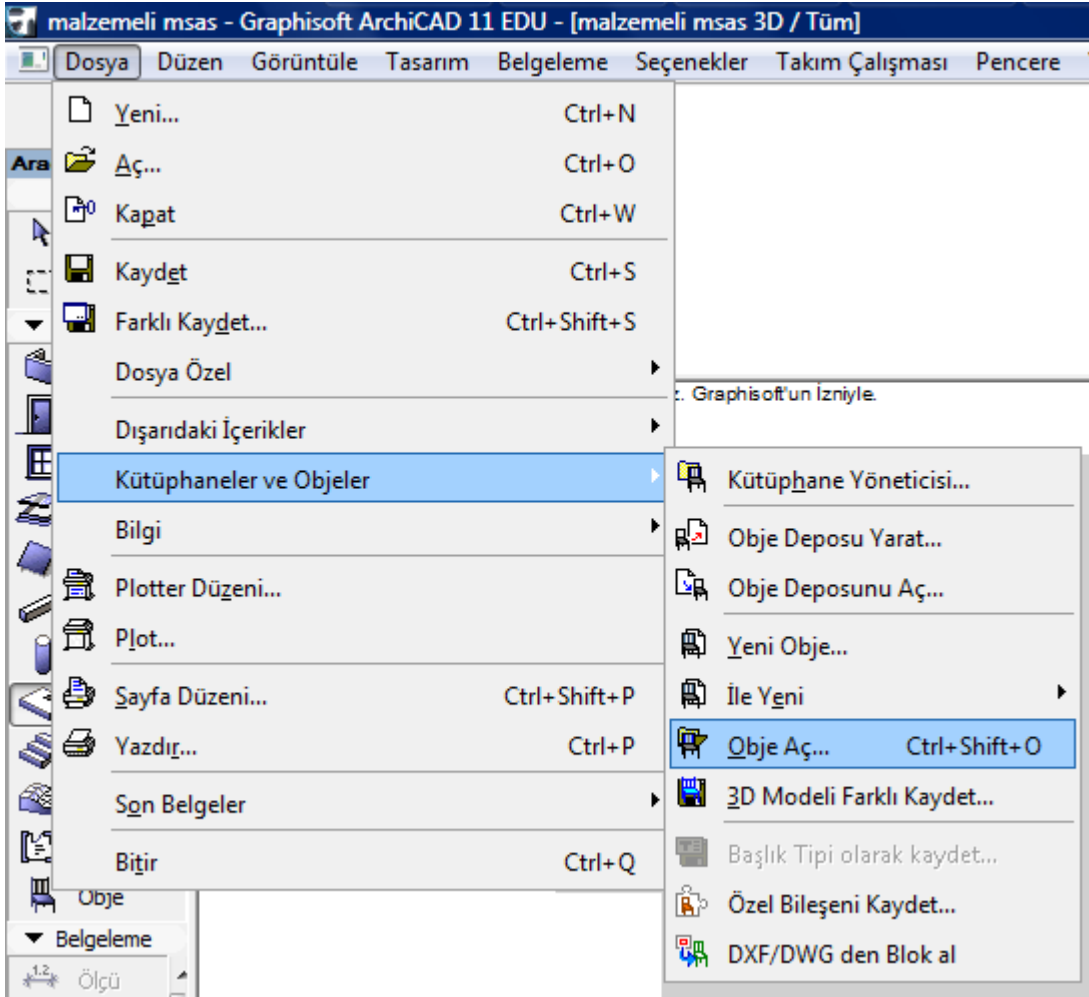 malzemeli msas - Graphisoft ArchiCAD 11 EDU - [malzemeli msas 3D / Tüm]
Dosya Düzen Görüntüle Tasarım Belgeleme Seçenekler Takım Çalışması Pencere
Yeni... Ctrl+N
Aç... Ctrl+O
Kapat Ctrl+W
Kaydet Ctrl+S
Farklı Kaydet... Ctrl+Shift+S
Dosya Özel
Dışarıdaki İçerikler
Kütüphaneler ve Objeler
Bilgi
Plotter Düzeni...
Plot...
Sayfa Düzeni... Ctrl+Shift+P
Yazdır... Ctrl+P
Son Belgeler
Bitir Ctrl+Q
Ara
z. Graphisoft'un İzniyle.
Kütüphane Yöneticisi...
Obje Deposu Yarat...
Obje Deposunu Aç...
Yeni Obje...
İle Yeni
Obje Aç... Ctrl+Shift+O
3D Modeli Farklı Kaydet...
Başlık Tipi olarak kaydet...
Özel Bileşeni Kaydet...
DXF/DWG den Blok al
Obje
Belgeleme
1.2 Ölçü